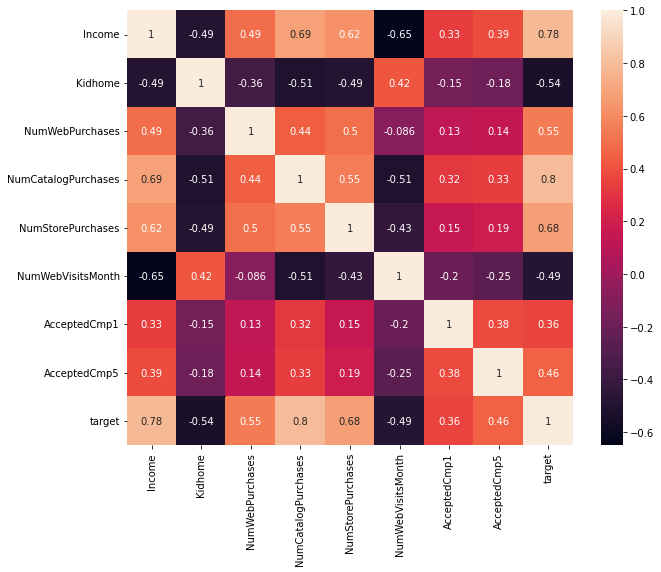 Income 1 -0.49 0.49 0.69 0.62 -0.65 0.33 0.39 0.78
Kidhome -0.49 1 -0.36 -0.51 -0.49 0.42 -0.15 -0.18 -0.54
NumWebPurchases 0.49 -0.36 1 0.44 0.5 -0.086 0.13 0.14 0.55
NumCatalogPurchases 0.69 -0.51 0.44 1 0.55 -0.51 0.32 0.33 0.8
NumStorePurchases 0.62 -0.49 0.5 0.55 1 -0.43 0.15 0.19 0.68
NumWebVisitsMonth -0.65 0.42 -0.086 -0.51 -0.43 1 -0.2 -0.25 -0.49
AcceptedCmp1 0.33 -0.15 0.13 0.32 0.15 -0.2 1 0.38 0.36
AcceptedCmp5 0.39 -0.18 0.14 0.33 0.19 -0.25 0.38 1 0.46
target 0.78 -0.54 0.55 0.8 0.68 -0.49 0.36 0.46 1
Income
Kidhome
NumWebPurchases
NumCatalogPurchases
NumStorePurchases
NumWebVisitsMonth
AcceptedCmp1
AcceptedCmp5
target
1.0
0.8
0.6
0.4
0.2
0.0
−0.2
−0.4
−0.6